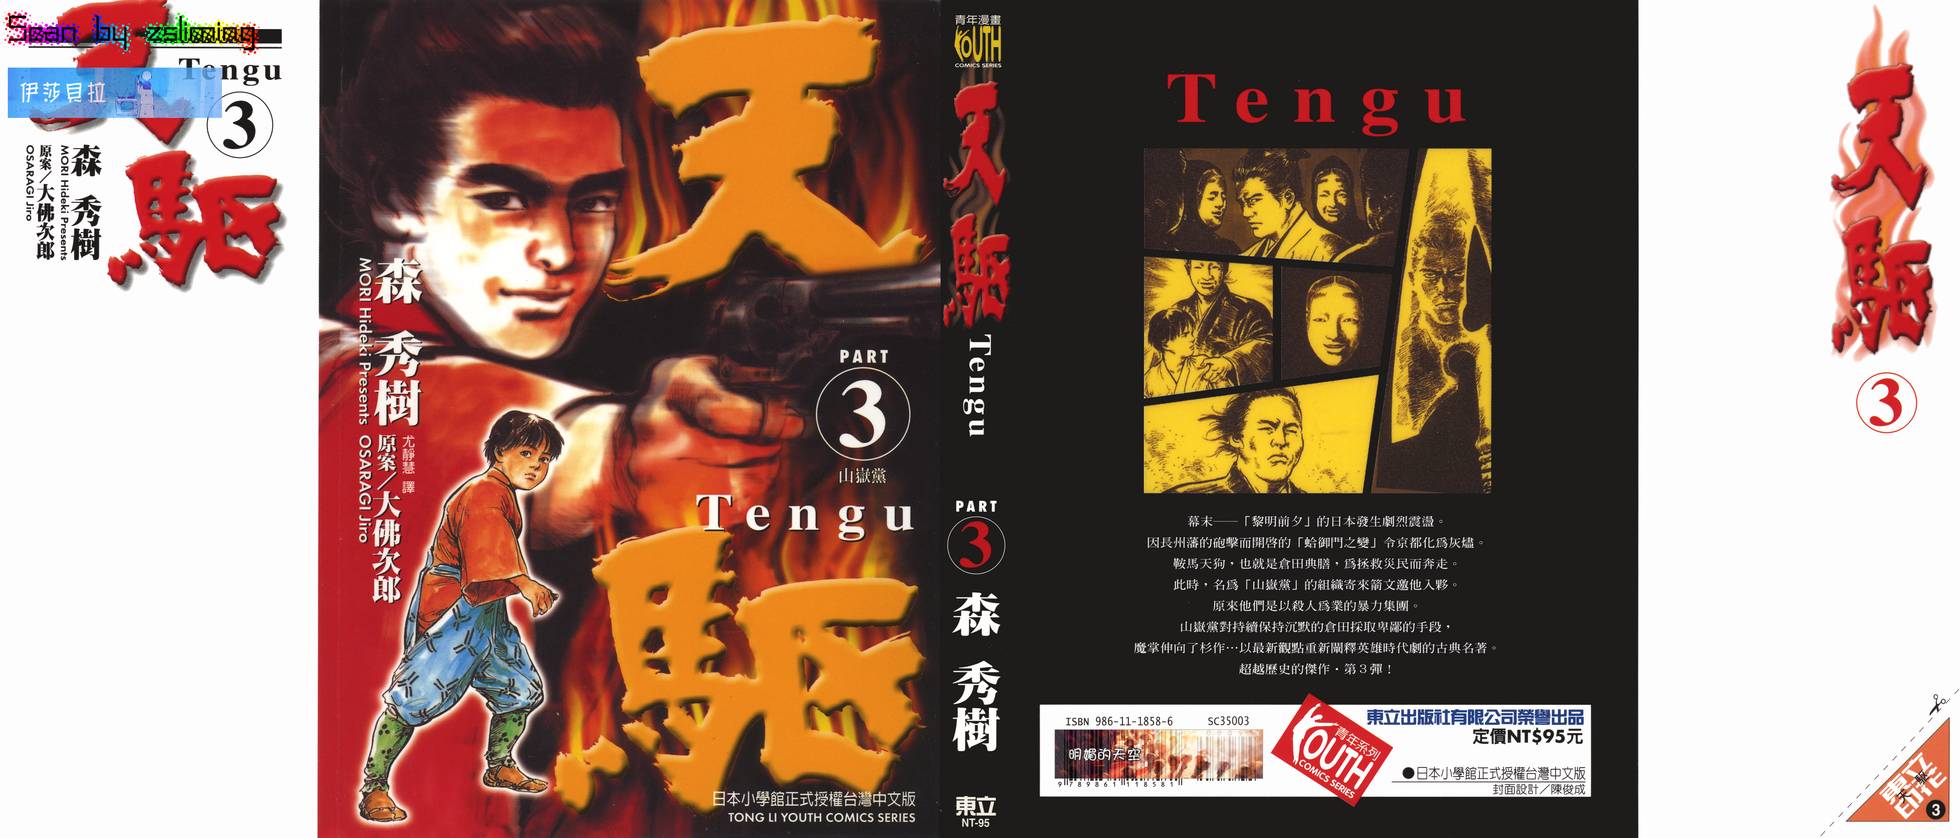 Scan by zsliming
伊莎貝拉
天驅
Tengu
3
森 秀樹
MORI Hideki Presents
原案／大佛次郎
OSARAGI Jiro
天驅
森 秀樹
MORI Hideki Presents
原案／大佛次郎
OSARAGI Jiro
尤靜慧 譯
PART
3
山嶽黨
Tengu
日本小學館正式授權台灣中文版
TONG LI YOUTH COMICS SERIES
青年漫畫
YOUTH
COMICS SERIES
天驅
Tengu
PART
3
森 秀樹
東立
NT-95
Tengu
幕末——「黎明前夕」的日本發生劇烈震盪。
因長州藩的砲擊而開啓的「蛤御門之變」令京都化爲灰燼。
鞍馬天狗，也就是倉田典膳，爲拯救災民而奔走。
此時，名爲「山嶽黨」的組織寄來箭文邀他入夥。
原來他們是以殺人爲業的暴力集團。
山嶽黨對持續保持沉默的倉田採取卑鄙的手段，
魔掌伸向了杉作…以最新觀點重新闡釋英雄時代劇的古典名著。
超越歷史的傑作・第３彈！
ISBN 986-11-1858-6
SC35003
明媚的天空
9 789861 118581
青年系列
YOUTH
COMICS SERIES
東立出版社有限公司榮譽出品
定價NT$95元
●日本小學館正式授權台灣中文版
封面設計／陳俊成
天驅
3
東立
天驅
3